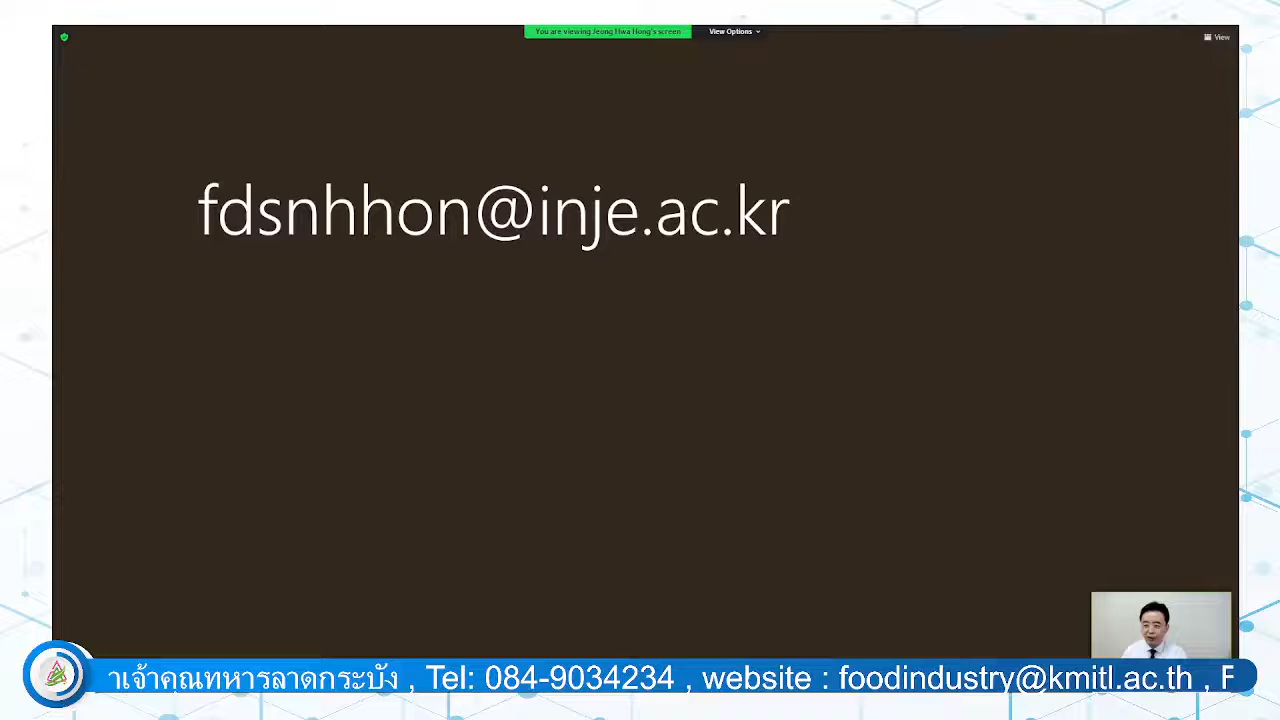 You are viewing Jeong Hwa Hong's screen
View Options
View
fdsnhhon@inje.ac.kr
าเจ้าคุณทหารลาดกระบัง , Tel: 084-9034234 , website : foodindustry@kmitl.ac.th , F